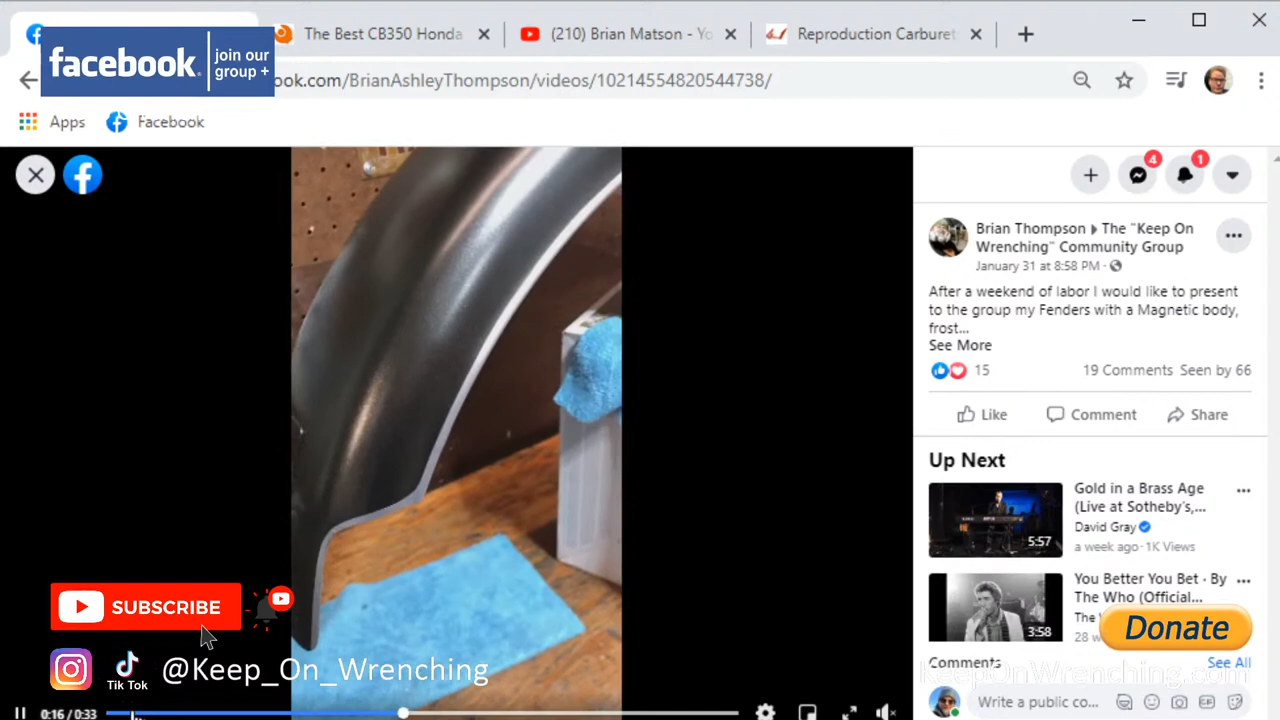 The Best CB350 Honda
(210) Brian Matson - Yo
Reproduction Carburet
facebook
join our
group +
ok.com/BrianAshleyThompson/videos/10214554820544738/
Apps
Facebook
4
1
Brian Thompson ▸ The "Keep On
Wrenching" Community Group
January 31 at 8:58 PM ·
After a weekend of labor I would like to present
to the group my Fenders with a Magnetic body,
frost...
See More
15
19 Comments Seen by 66
Like
Comment
Share
Up Next
Gold in a Brass Age
(Live at Sotheby's,...
David Gray
a week ago · 1K Views
5:57
You Better You Bet · By
The Who (Official...
The W
28 w
3:58
Donate
KeepOnWrenching.com
Comments
See All
Write a public co...
GIF
SUBSCRIBE
Tik Tok
@Keep_On_Wrenching
0:16 / 0:33